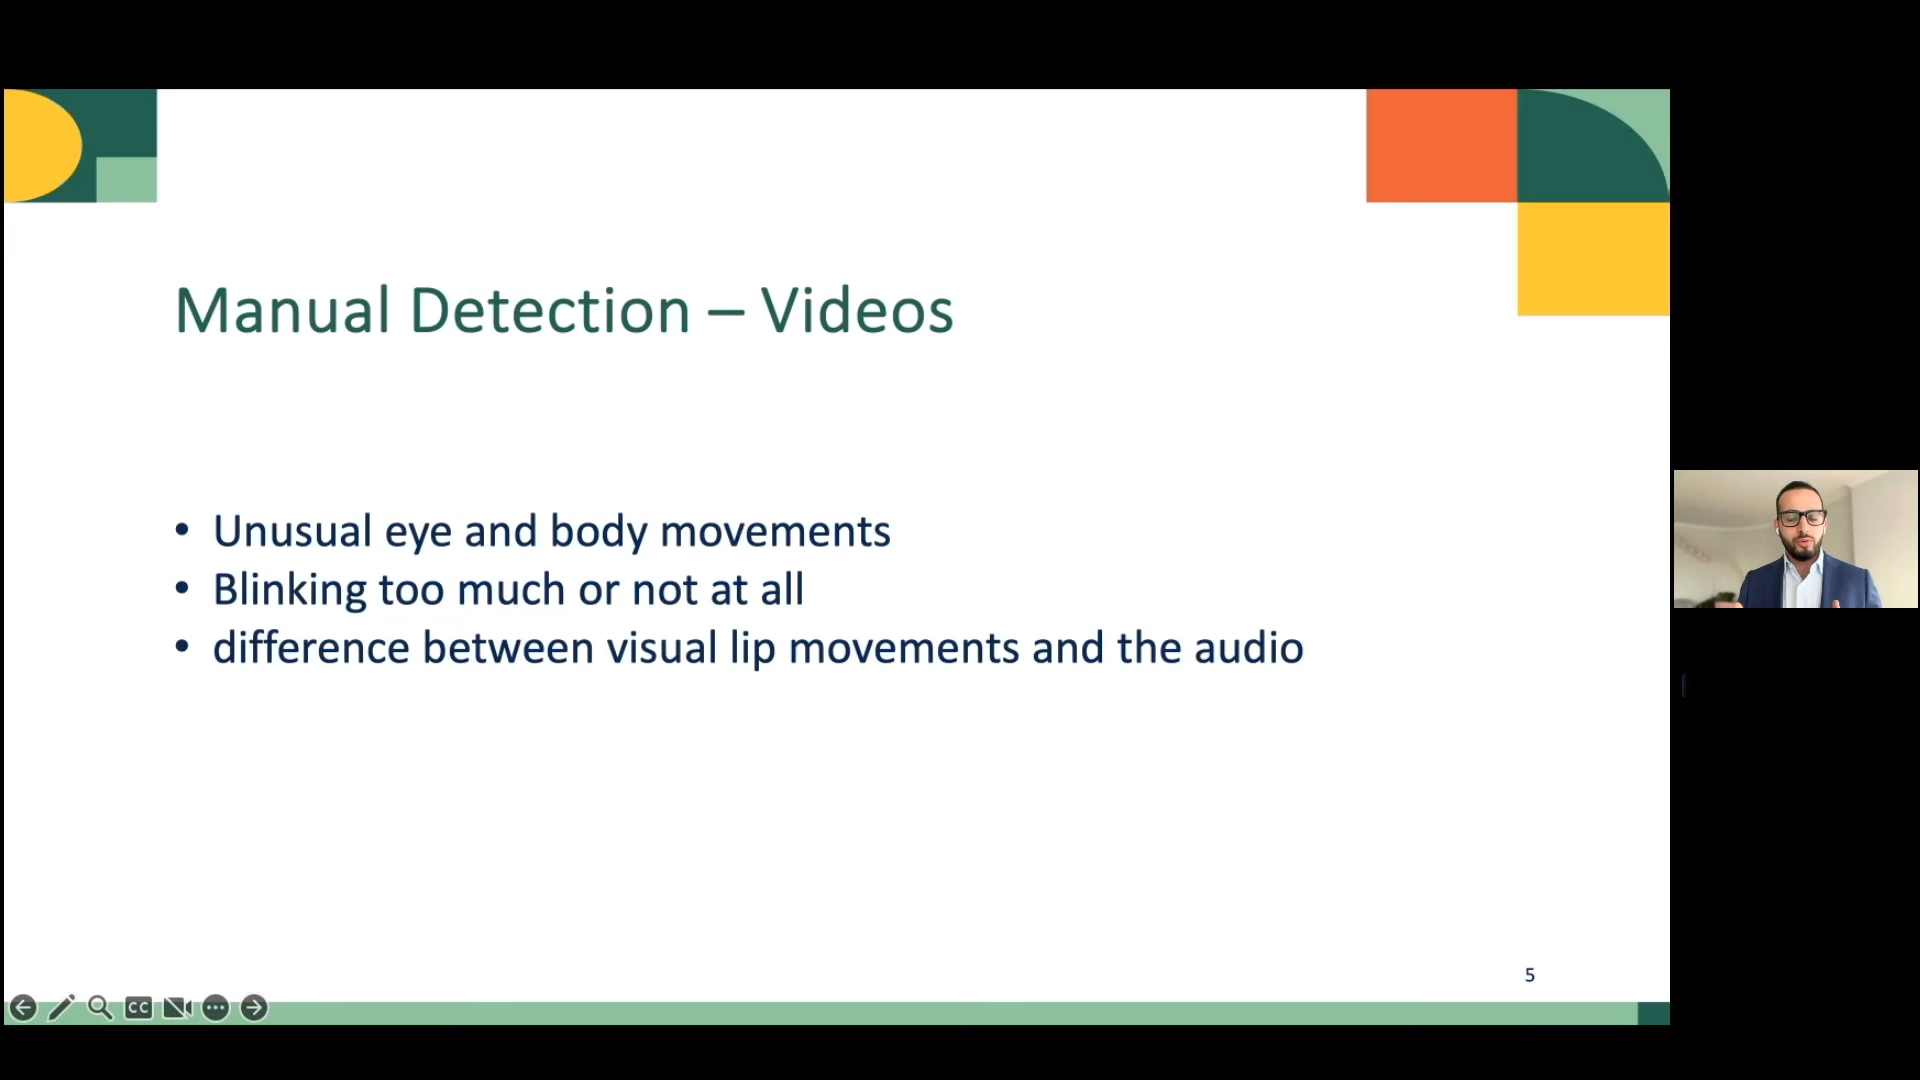 Manual Detection – Videos
• Unusual eye and body movements
• Blinking too much or not at all
• difference between visual lip movements and the audio
5
CC